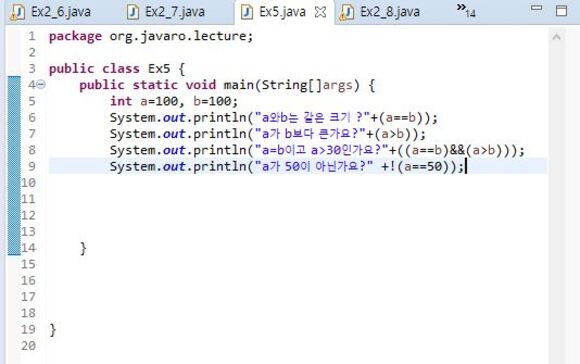 Ex2_6.java Ex2_7.java Ex5.java Ex2_8.java »14
1 package org.javaro.lecture;
2
3 public class Ex5 {
4 public static void main(String[]args) {
5 int a=100, b=100;
6 System.out.println("a와b는 같은 크기 ?"+(a==b));
7 System.out.println("a가 b보다 큰가요?"+(a>b));
8 System.out.println("a=b이고 a>30인가요?"+((a==b)&&(a>b)));
9 System.out.println("a가 50이 아닌가요?" +!(a==50));
10
11
12
13
14 }
15
16
17
18
19 }
20